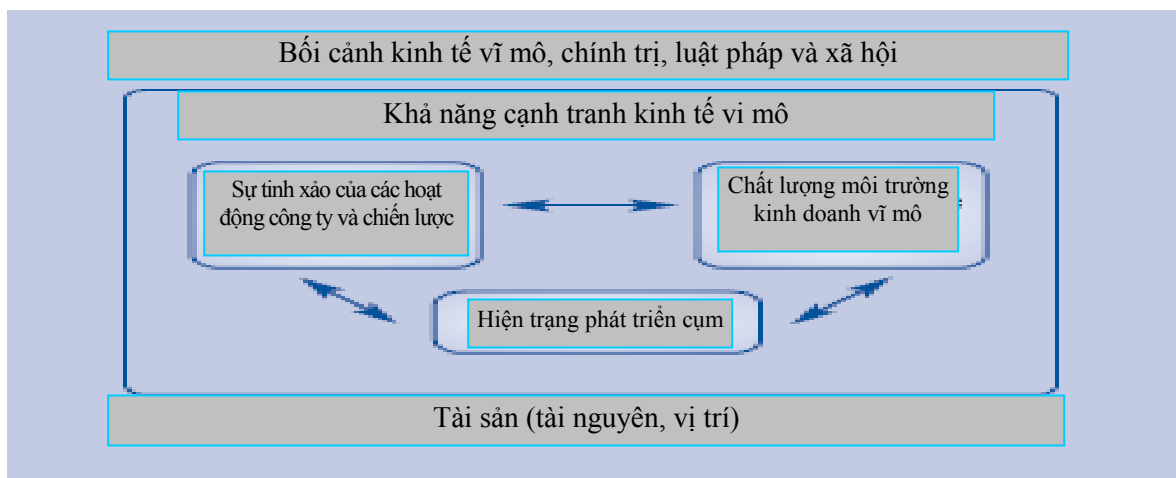 Bối cảnh kinh tế vĩ mô, chính trị, luật pháp và xã hội
Khả năng cạnh tranh kinh tế vi mô
Sự tinh xảo của các hoạt
động công ty và chiến lược
Chất lượng môi trường
kinh doanh vĩ mô
Hiện trạng phát triển cụm
Tài sản (tài nguyên, vị trí)